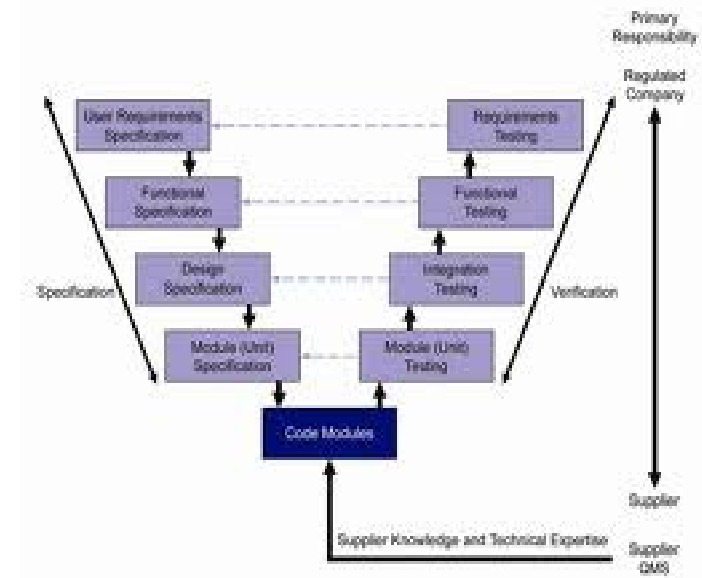 Primary
Responsibility
Regulated
Company
User Requirements
Specification
Requirements
Testing
Functional
Specification
Functional
Testing
Design
Specification
Integration
Testing
Specification
Verification
Module (Unit)
Specification
Module (Unit)
Testing
Code Modules
Supplier
Supplier Knowledge and Technical Expertise
Supplier
QMS